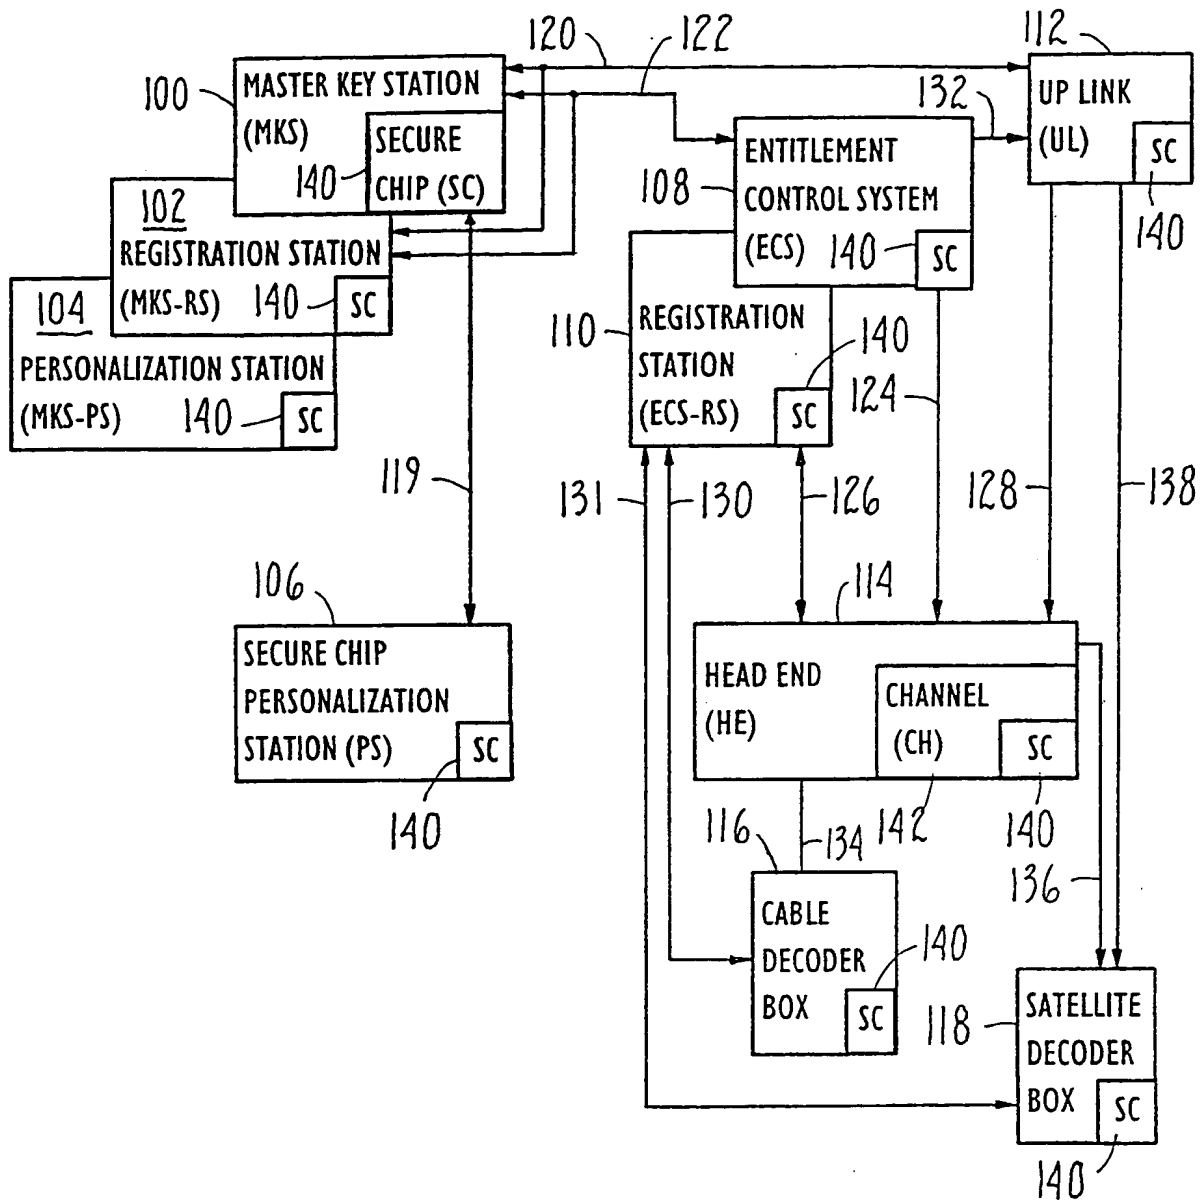 120
122
112
100
MASTER KEY STATION
(MKS)
SECURE
CHIP (SC)
140
132
UP LINK
(UL)
SC
140
108
ENTITLEMENT
CONTROL SYSTEM
(ECS)
140
SC
102
REGISTRATION STATION
(MKS-RS)
140
SC
104
PERSONALIZATION STATION
(MKS-PS)
140
SC
110
REGISTRATION
STATION
(ECS-RS)
140
SC
124
119
131
130
126
128
138
106
SECURE CHIP
PERSONALIZATION
STATION (PS)
SC
140
114
HEAD END
(HE)
CHANNEL
(CH)
SC
142
140
116
134
136
CABLE
DECODER
BOX
140
SC
118
SATELLITE
DECODER
BOX
SC
140